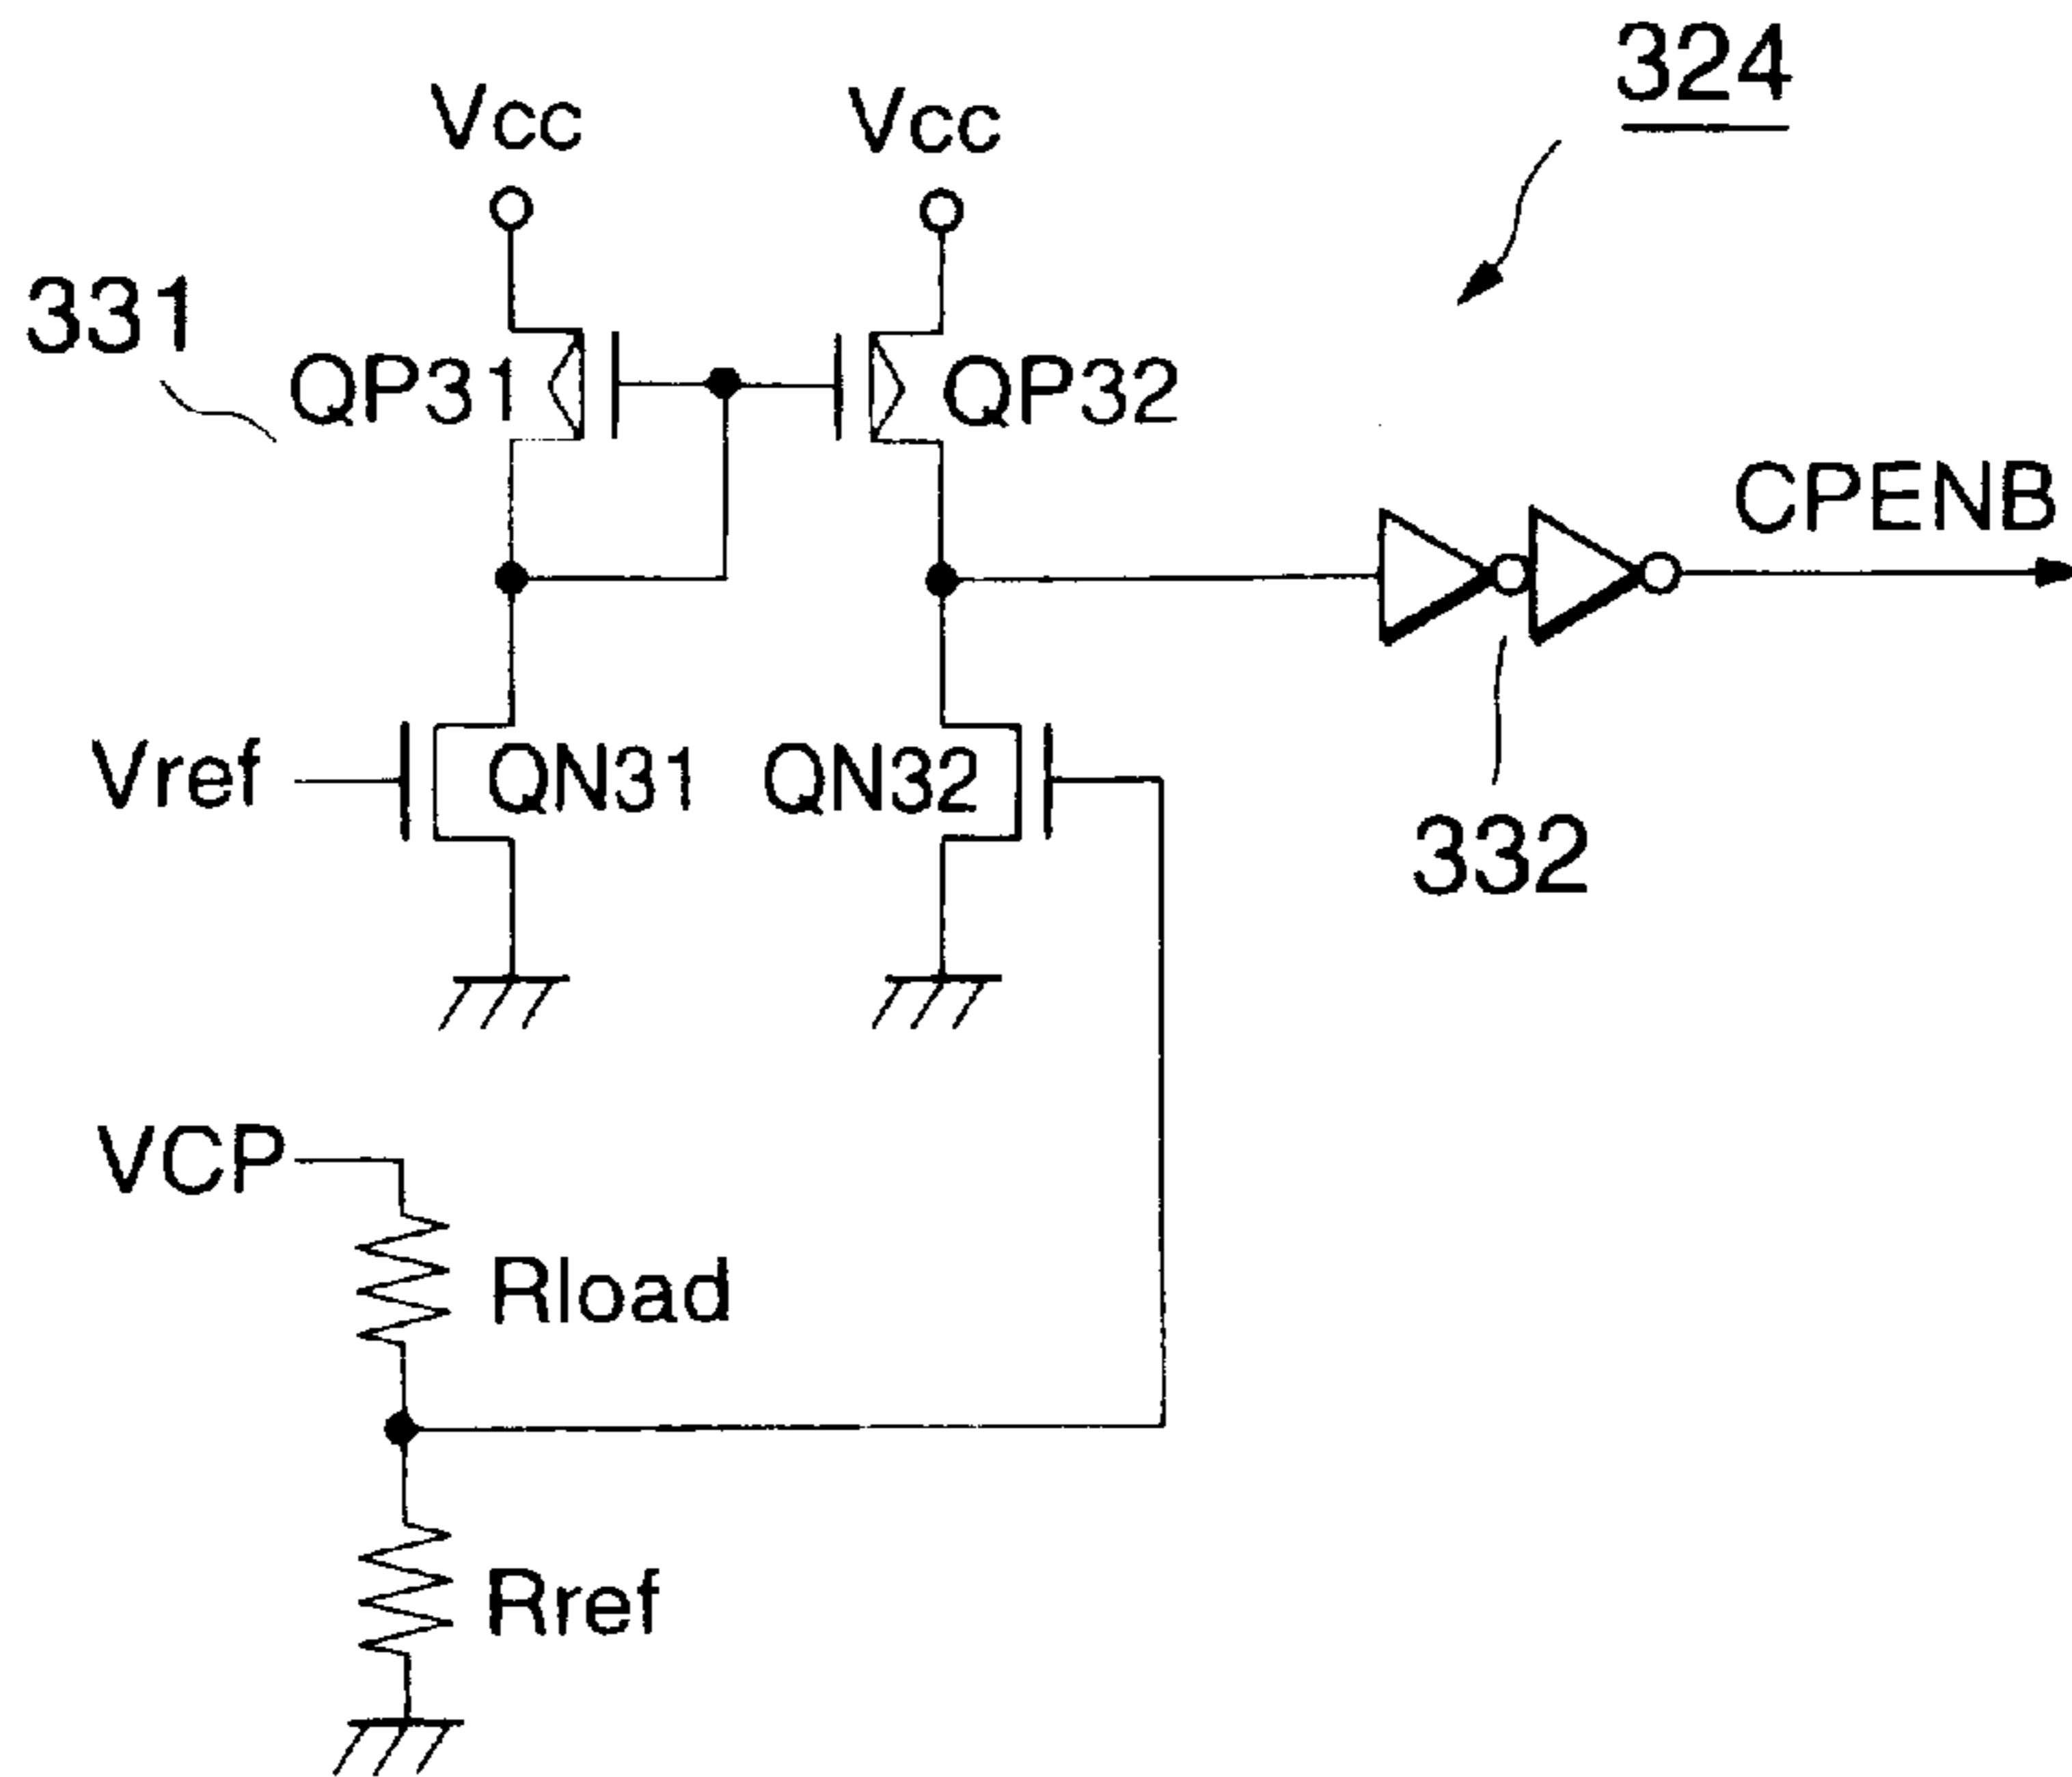 324
Vcc Vcc
331
QP31 QP32
CPENB
Vref QN31 QN32
332
VCP
Rload
Rref